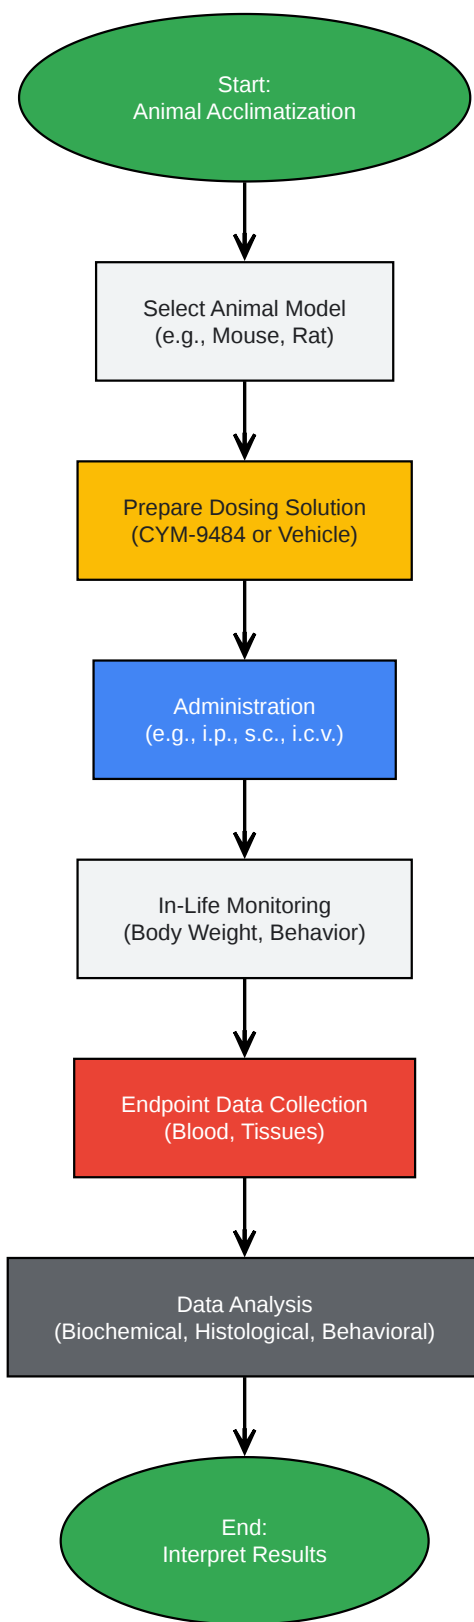 Start:
Animal Acclimatization
Select Animal Model
(e.g., Mouse, Rat)
Prepare Dosing Solution
(CYM-9484 or Vehicle)
Administration
(e.g., i.p., s.c., i.c.v.)
In-Life Monitoring
(Body Weight, Behavior)
Endpoint Data Collection
(Blood, Tissues)
Data Analysis
(Biochemical, Histological, Behavioral)
End:
Interpret Results